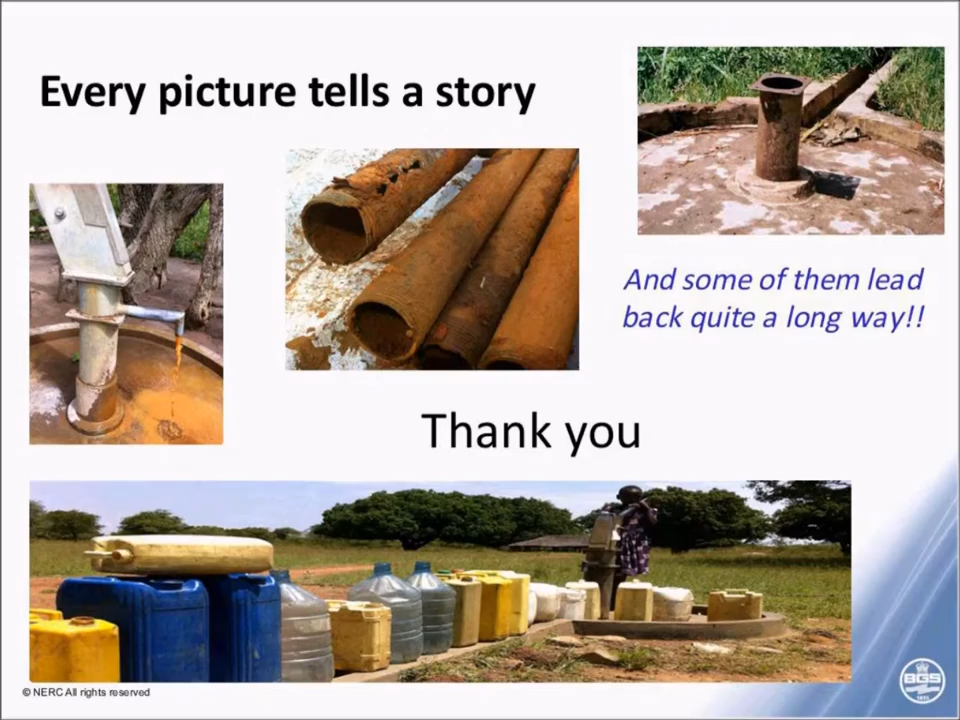 Every picture tells a story
And some of them lead
back quite a long way!!
Thank you
© NERC All rights reserved
BGS